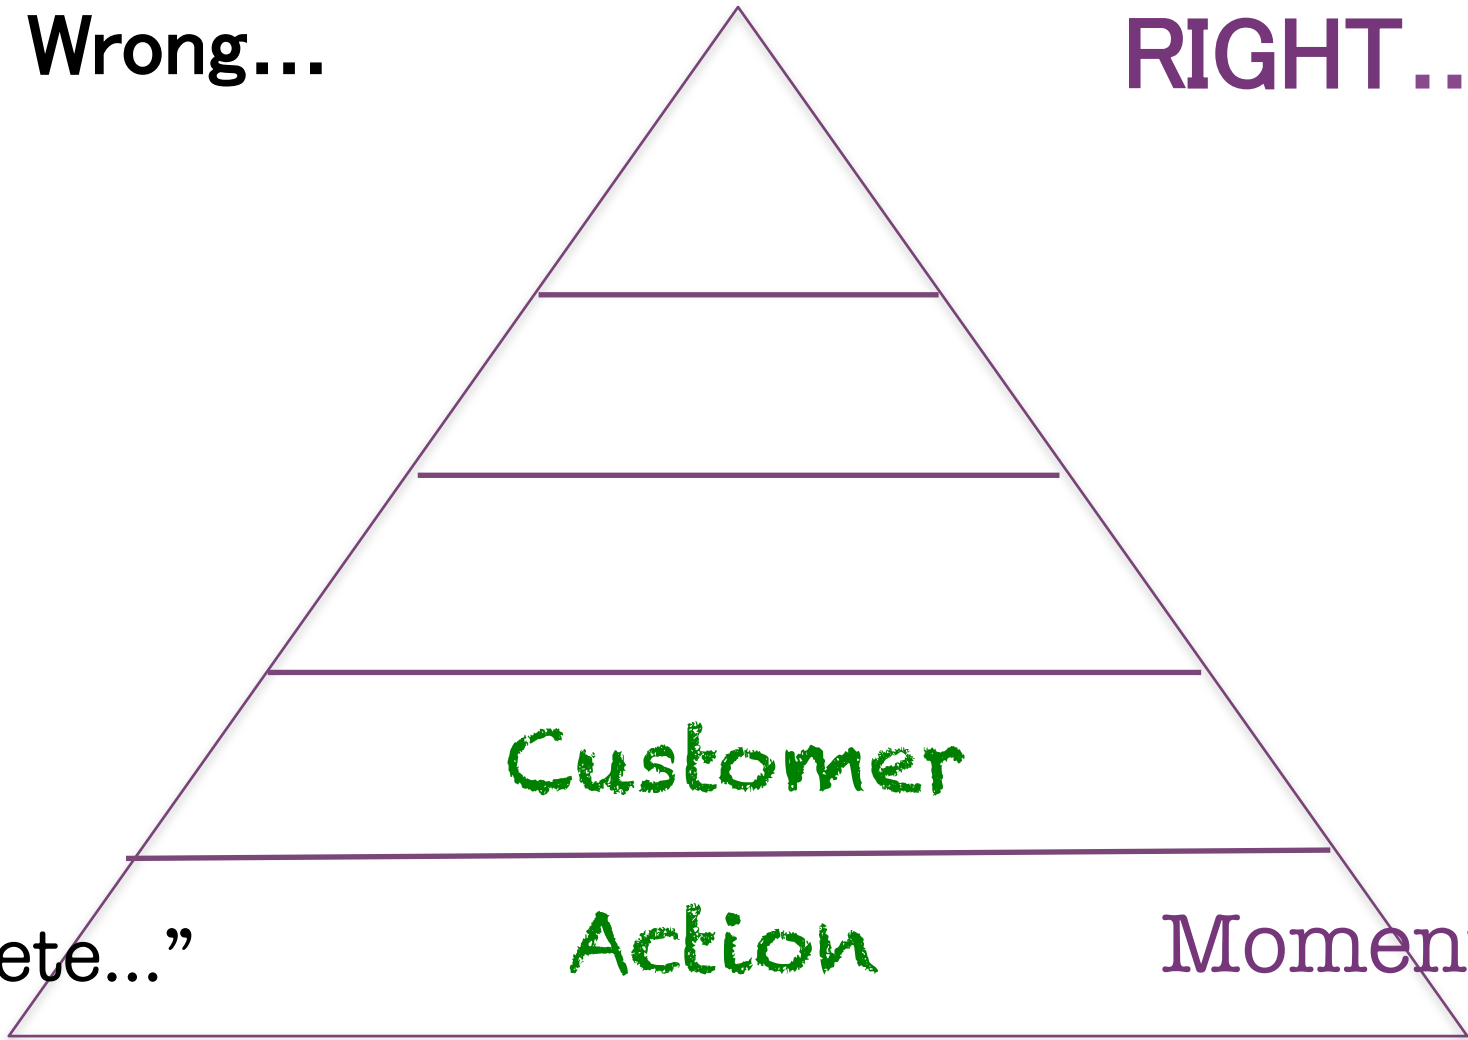 Wrong…
RIGHT..
Customer
Action
ete…”
Momen